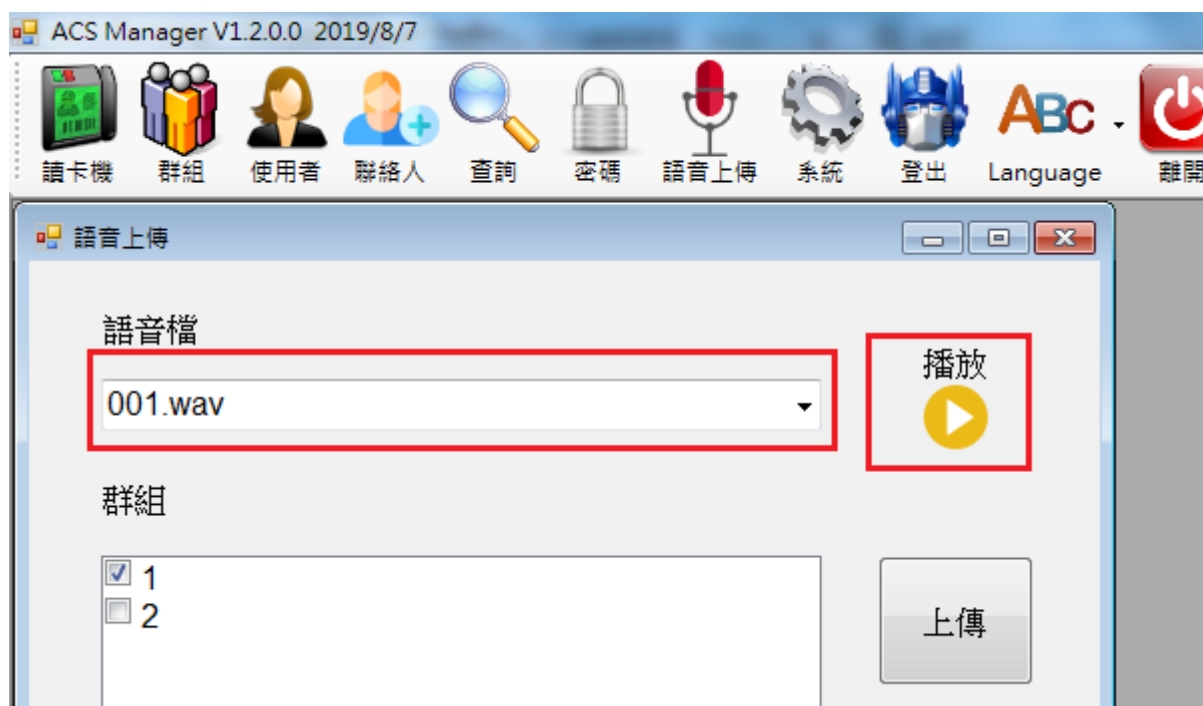 ACS Manager V1.2.0.0 2019/8/7
讀卡機 群組 使用者 聯絡人 查詢 密碼 語音上傳 系統 登出 ABC Language 離開
語音上傳
語音檔
播放
001.wav
群組
1
2
上傳